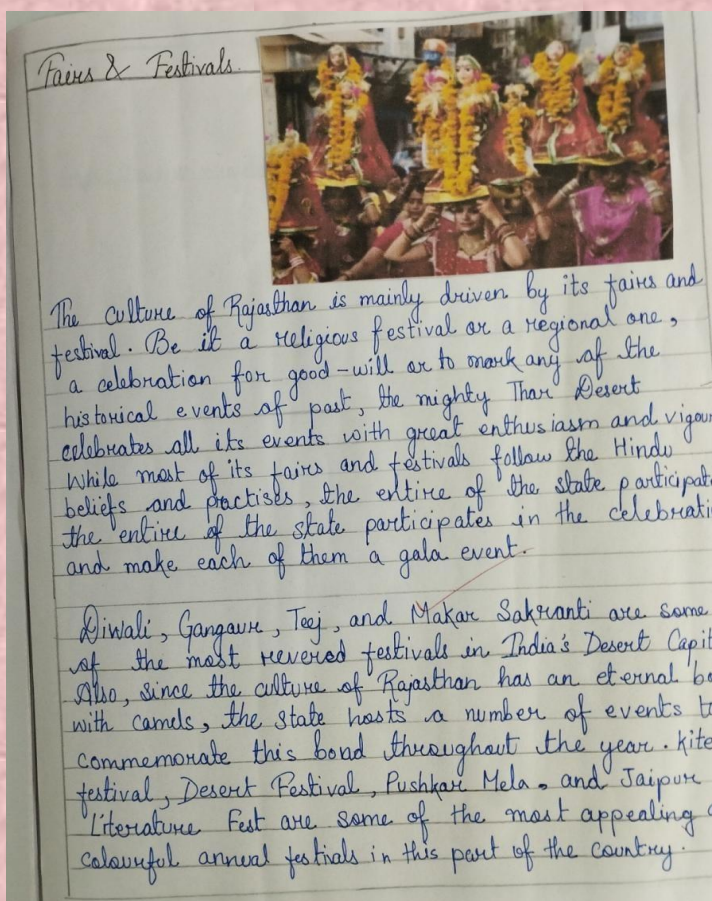 Fairs & Festivals
The culture of Rajasthan is mainly driven by its fairs and
festival. Be it a religious festival or a regional one,
a celebration for good-will or to mark any of the
historical events of past, the mighty Thar Desert
celebrates all its events with great enthusiasm and vigour
While most of its fairs and festivals follow the Hindu
beliefs and practises, the entire of the state participat
the entire of the state participates in the celebrati
and make each of them a gala event.
Diwali, Gangaur, Teej, and Makar Sakranti are some
of the most revered festivals in India's Desert Capit
Also, since the culture of Rajasthan has an eternal bo
with camels, the state hosts a number of events t
commemorate this bond throughout the year. kite
festival, Desert Festival, Pushkar Mela, and Jaipur
Literature Fest are some of the most appealing
colourful annual festials in this part of the country.